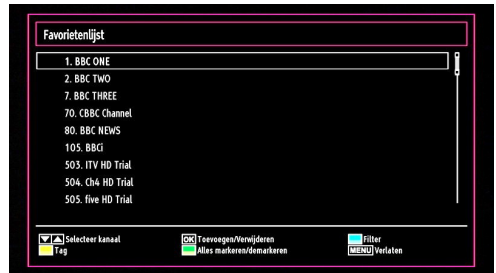 Favorietenlijst
1. BBC ONE
2. BBC TWO
7. BBC THREE
70. CBBC Channel
80. BBC NEWS
105. BBCi
503. ITV HD Trial
504. Ch4 HD Trial
505. five HD Trial
Selecteer kanaal OK Toevoegen/Verwijderen Filter
Tag Alles markeren/demarkeren MENU Verlaten